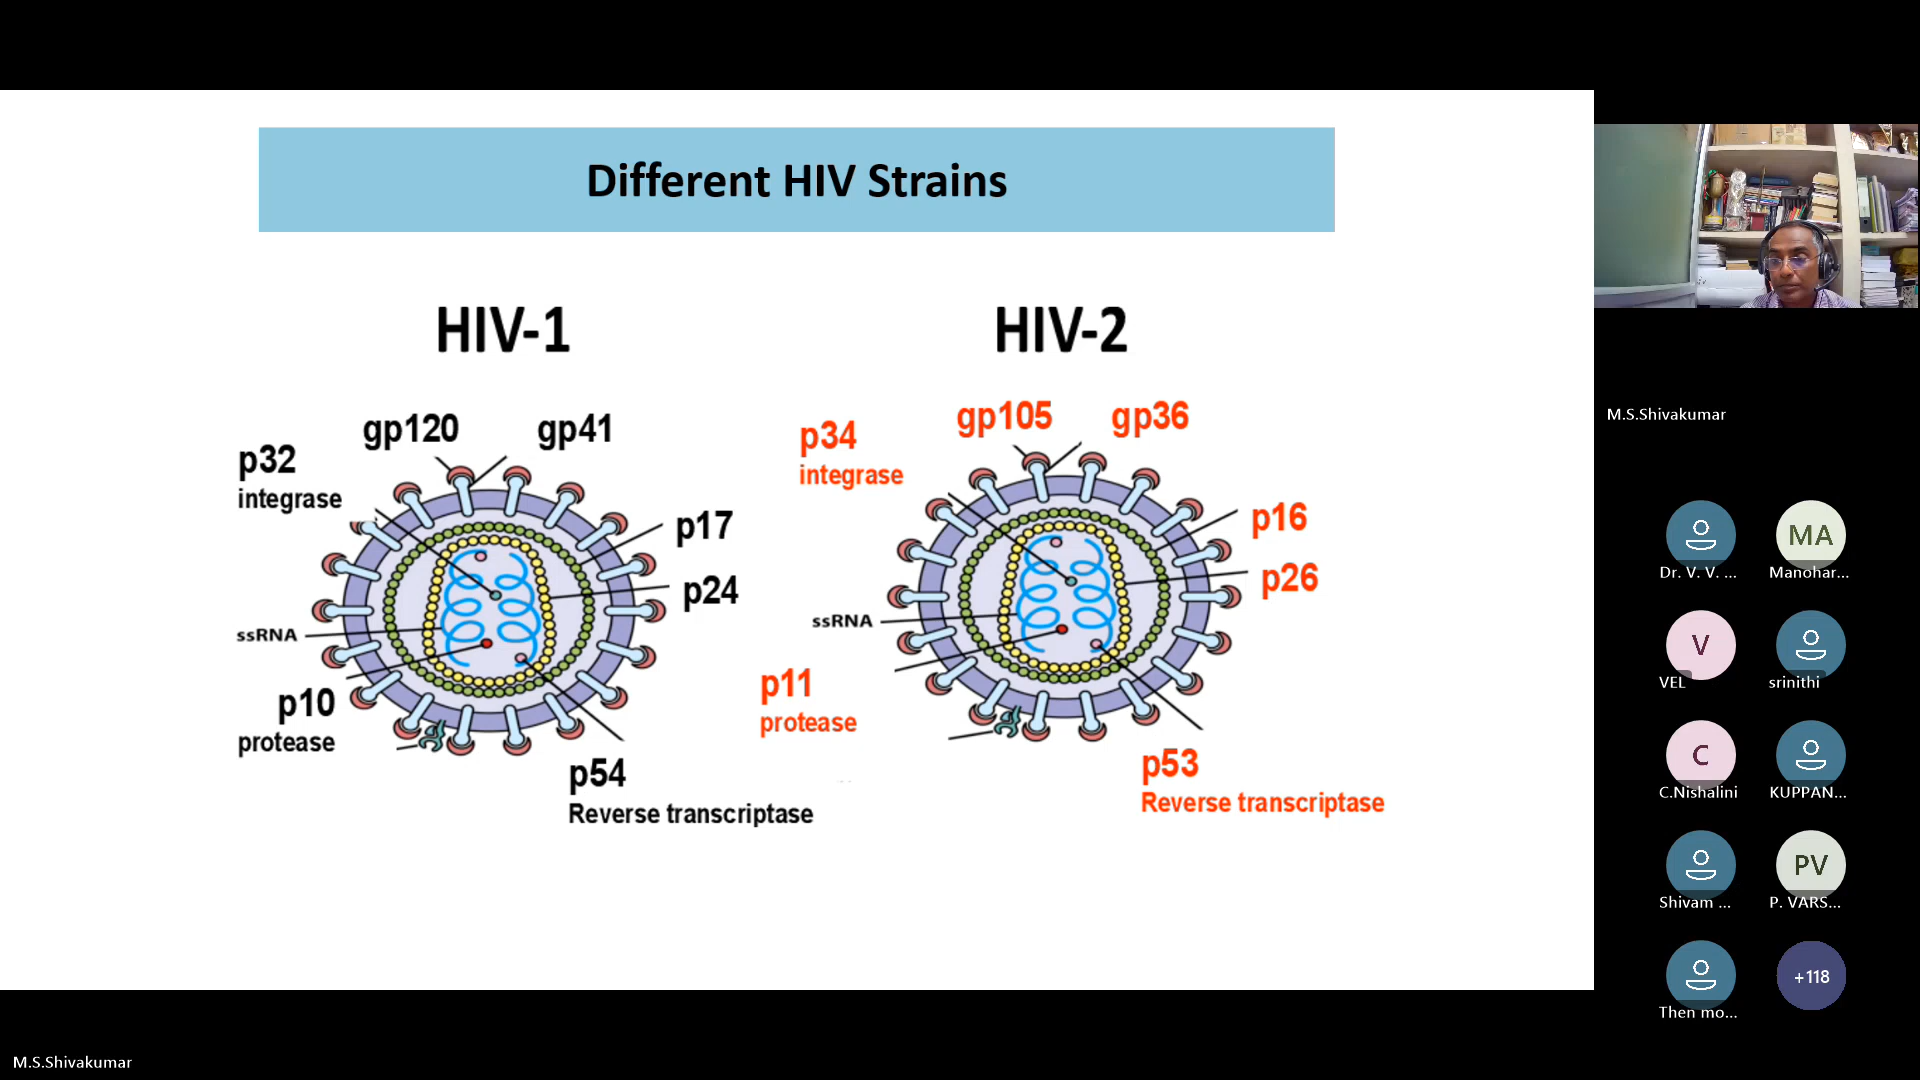 Different HIV Strains
HIV-1
HIV-2
gp120
gp41
p32
integrase
p17
p24
ssRNA
p10
protease
p54
Reverse transcriptase
gp105
gp36
p34
integrase
p16
p26
ssRNA
p11
protease
p53
Reverse transcriptase
M.S.Shivakumar
Dr. V. V. ...
MA
Manohar...
V
VEL
srinithi
C
C.Nishalini
KUPPAN...
Shivam ...
PV
P. VARS...
Then mo...
+118
M.S.Shivakumar